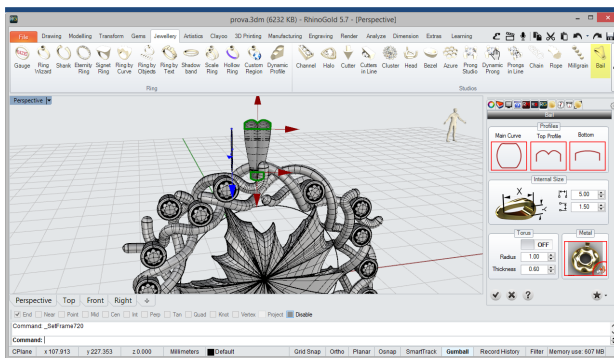 prova.3dm (6232 KB) - RhinoGold 5.7 - [Perspective]
File Drawing Modelling Transform Gems Jewellery Artistics Clayoo 3D Printing Manufacturing Engraving Render Analyze Dimension Extras Learning
Gauge Ring Wizard Shank Eternity Ring Signet Ring Ring by Curve Ring by Objects Ring by Text Shadow band Scale Ring Hollow Ring Custom Region Dynamic Profile Channel Halo Cutter Cutters in Line Cluster Head Bezel Azure Prong Studio Dynamic Prong Prongs in Line Chain Rope Millgrain Bail
Ring Studios
Perspective
Bail
Profiles
Main Curve Top Profile Bottom
Internal Size
X
Y
5.00
1.50
Torus Metal
OFF
Radius 1.00
Thickness 0.60
Perspective Top Front Right
End Near Point Mid Cen Int Perp Tan Quad Knot Vertex Project Disable
Command: _SetFrame720
Command:
CPlane x 107.913 y 227.353 z 0.000 Millimeters Default Grid Snap Ortho Planar Osnap SmartTrack Gumball Record History Filter Memory use: 607 MB